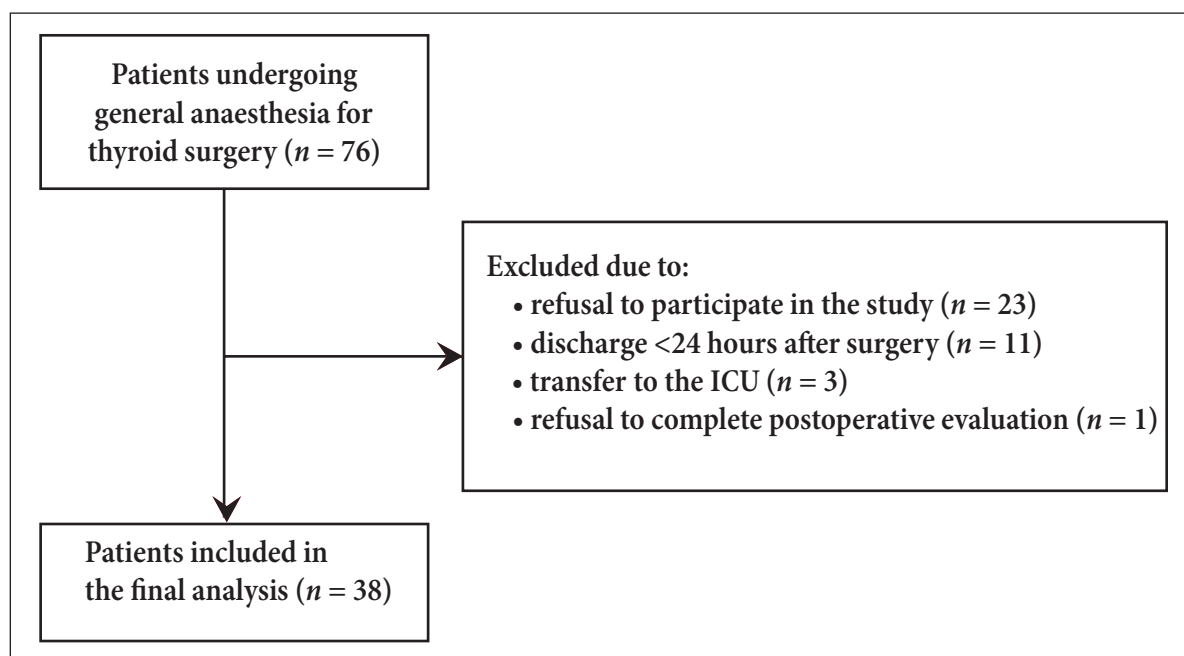 Patients undergoing
general anaesthesia for
thyroid surgery (n = 76)
Excluded due to:
• refusal to participate in the study (n = 23)
• discharge <24 hours after surgery (n = 11)
• transfer to the ICU (n = 3)
• refusal to complete postoperative evaluation (n = 1)
Patients included in
the final analysis (n = 38)